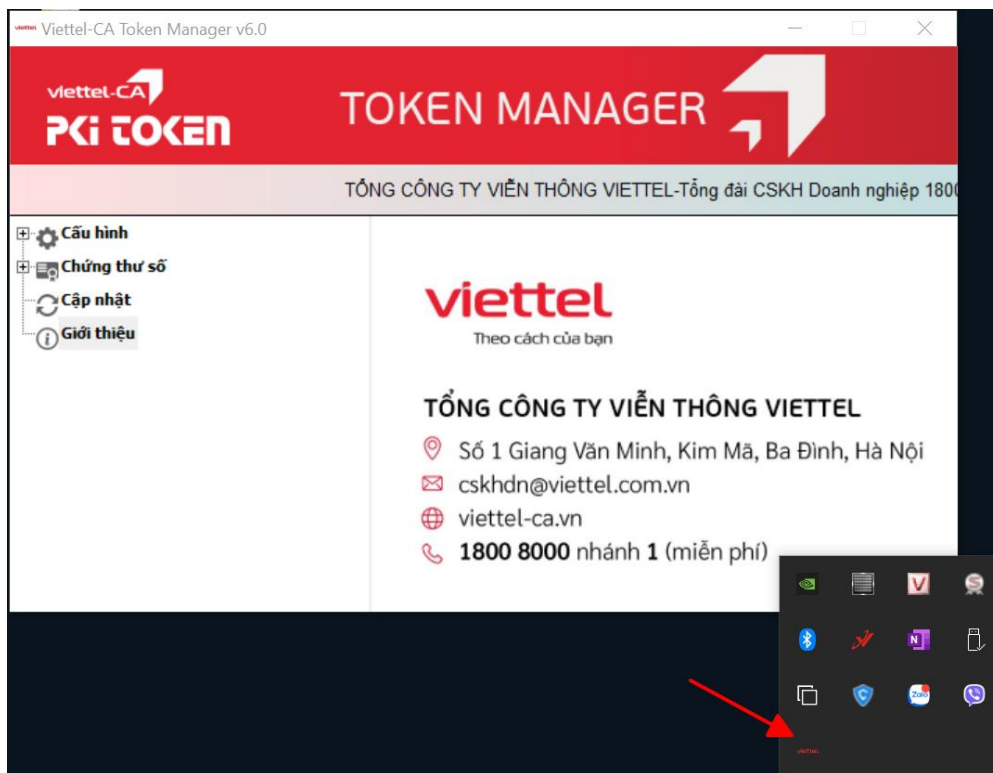 viettel Viettel-CA Token Manager v6.0
viettel-CA
PKi TOKEN
TOKEN MANAGER
TỔNG CÔNG TY VIỄN THÔNG VIETTEL-Tổng đài CSKH Doanh nghiệp 1800
Cấu hình
Chứng thư số
Cập nhật
Giới thiệu
viettel
Theo cách của bạn
TỔNG CÔNG TY VIỄN THÔNG VIETTEL
Số 1 Giang Văn Minh, Kim Mã, Ba Đình, Hà Nội
cskhdn@viettel.com.vn
viettel-ca.vn
1800 8000 nhánh 1 (miễn phí)
V
S
N
C
Zalo
viettel